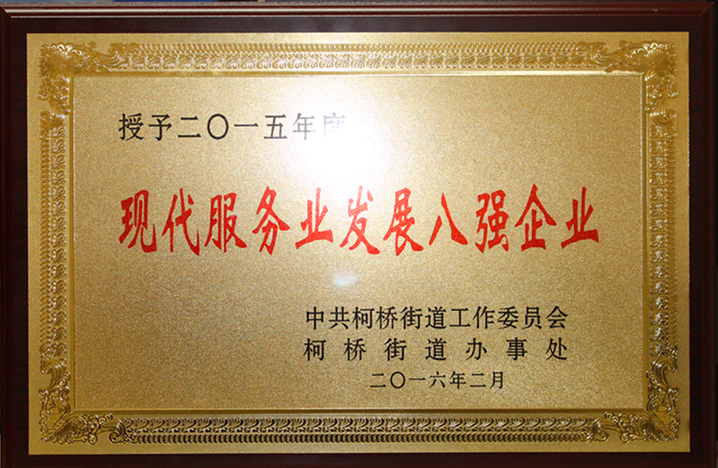 授予二〇一五年度
现代服务业发展八强企业
中共柯桥街道工作委员会
柯桥街道办事处
二〇一六年二月